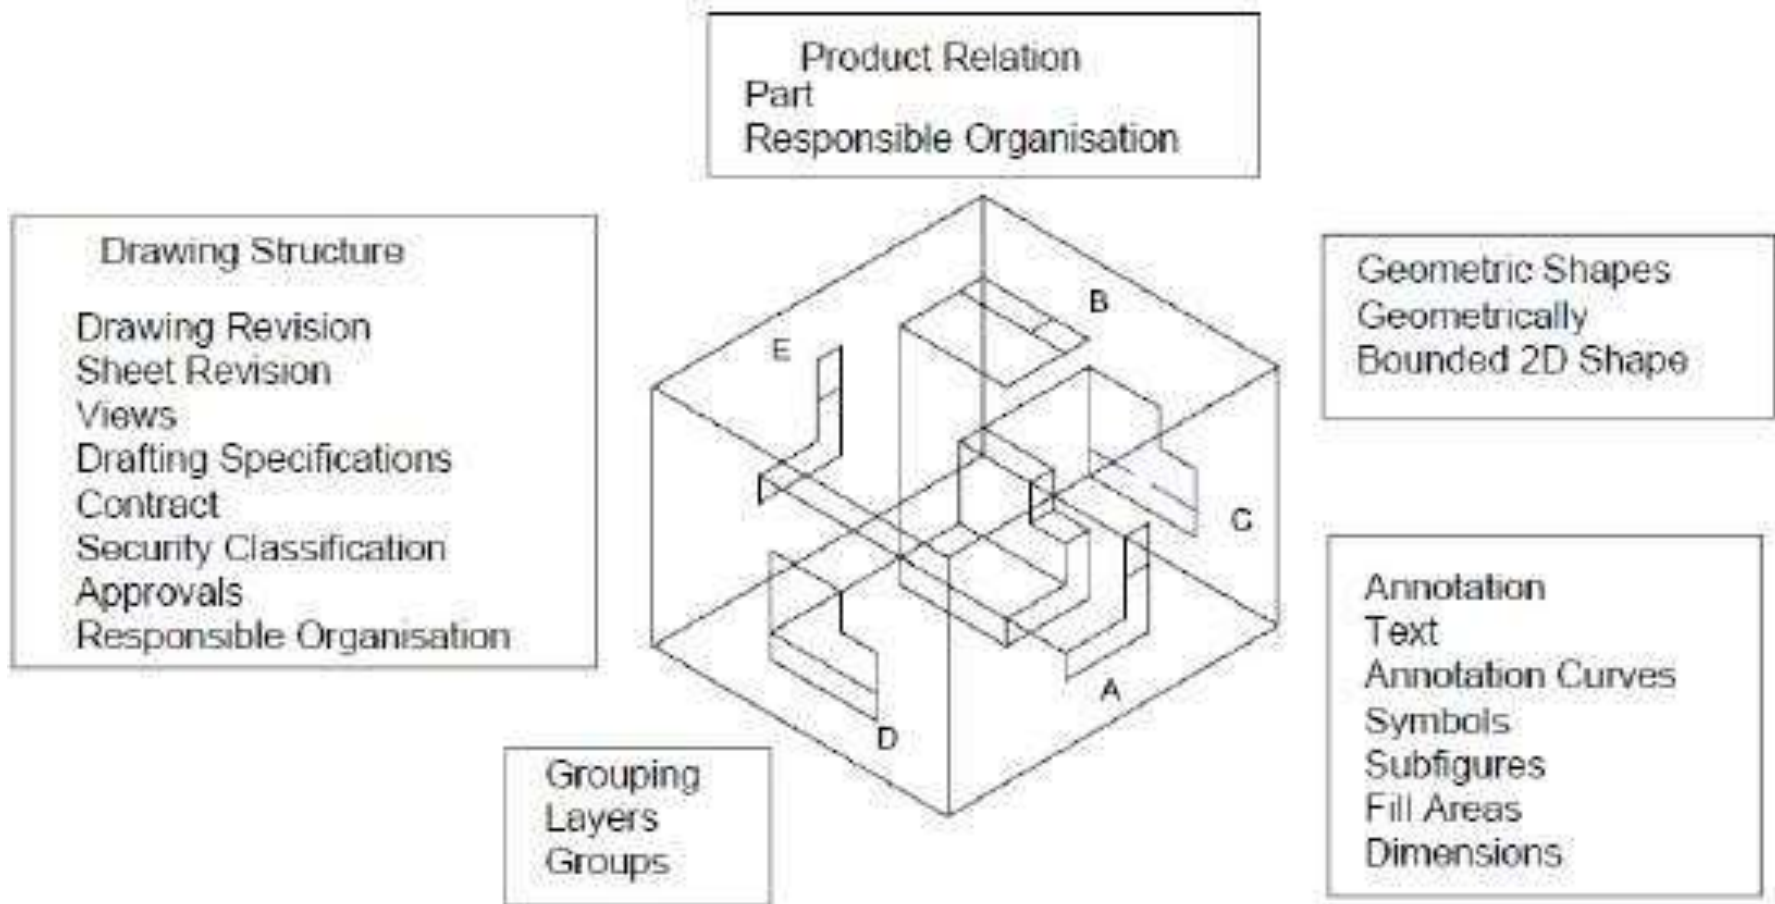 Product Relation
Part
Responsible Organisation
Drawing Structure
Drawing Revision
Sheet Revision
Views
Drafting Specifications
Contract
Security Classification
Approvals
Responsible Organisation
B
E
C
A
D
Geometric Shapes
Geometrically
Bounded 2D Shape
Annotation
Text
Annotation Curves
Symbols
Subfigures
Fill Areas
Dimensions
Grouping
Layers
Groups